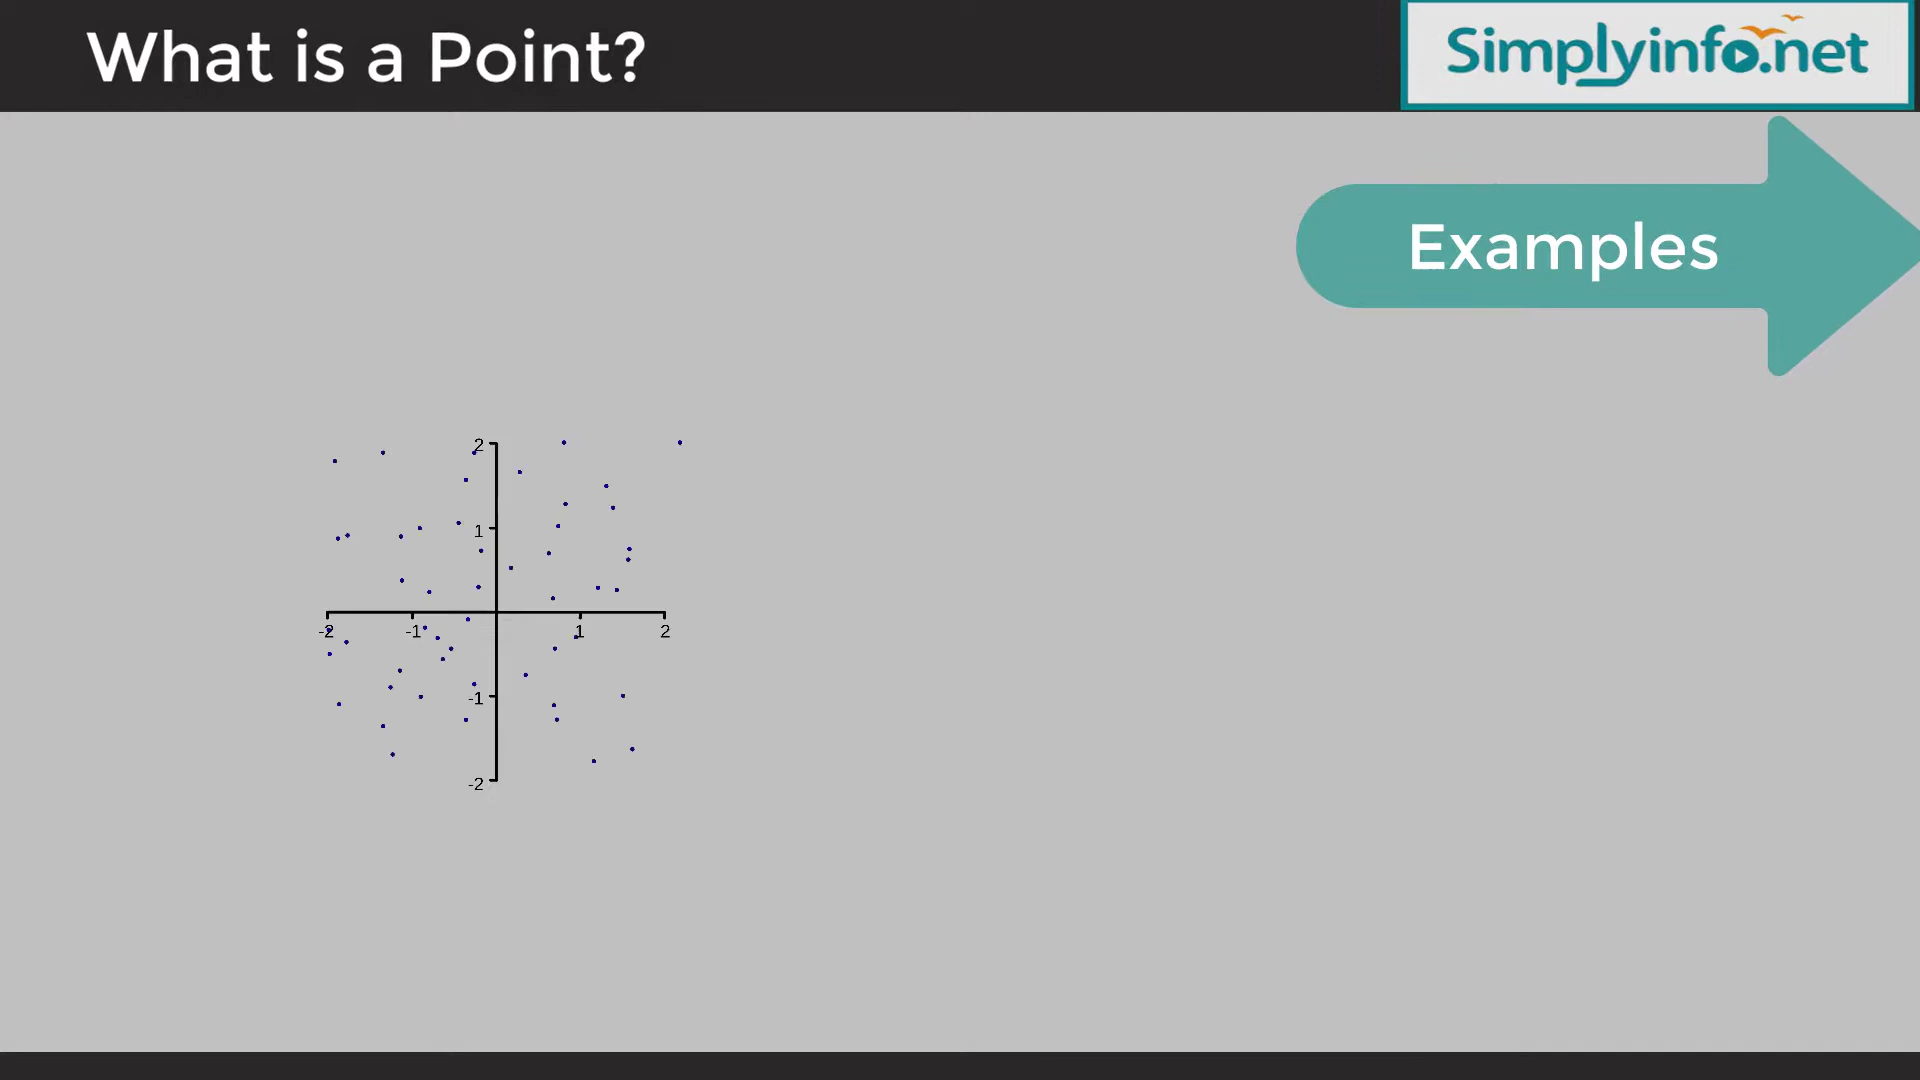 What is a Point?
Simplyinfo.net
Examples
2
1
-2 -1 1 2
-1
-2